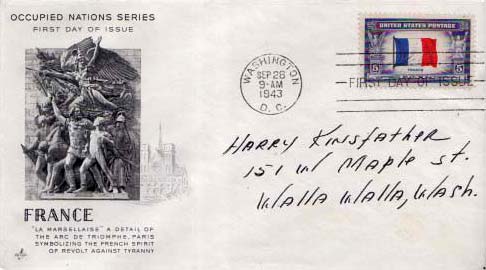 OCCUPIED NATIONS SERIES
FIRST DAY OF ISSUE
UNITED STATES POSTAGE
FRANCE
5 5
WASHINGTON
SEP 28
9-AM
1943
D. C.
FIRST DAY OF ISSUE
HARRY Kinsfather
151 W Maple St.
Walla Walla, Wash.
FRANCE
"LA MARSELLAISE" A DETAIL OF
THE ARC DE TRIOMPHE, PARIS
SYMBOLIZING THE FRENCH SPIRIT
OF REVOLT AGAINST TYRANNY